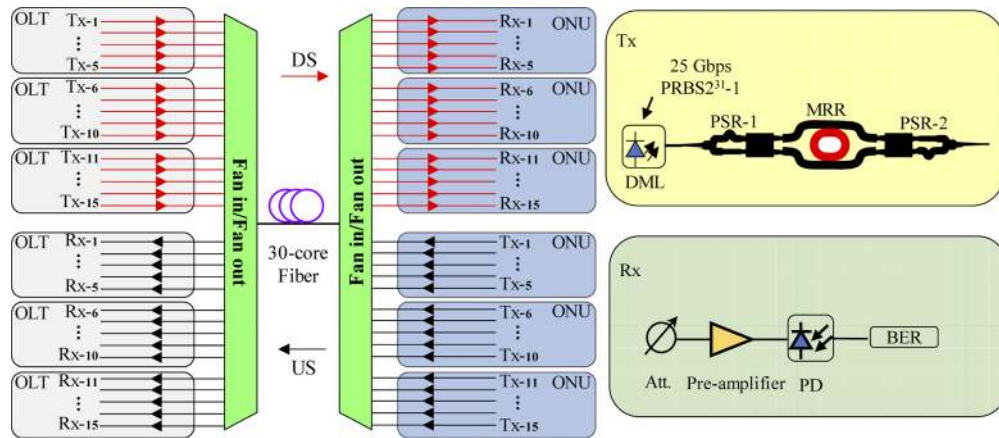 OLT
Tx-1
⋮
Tx-5
OLT
Tx-6
⋮
Tx-10
OLT
Tx-11
⋮
Tx-15
OLT
Rx-1
⋮
Rx-5
OLT
Rx-6
⋮
Rx-10
OLT
Rx-11
⋮
Rx-15
Fan in/Fan out
DS
30-core
Fiber
US
Fan in/Fan out
Rx-1
ONU
⋮
Rx-5
Rx-6
ONU
⋮
Rx-10
Rx-11
ONU
⋮
Rx-15
Tx-1
ONU
⋮
Tx-5
Tx-6
ONU
⋮
Tx-10
Tx-11
ONU
⋮
Tx-15
Tx
25 Gbps
PRBS2³¹-1
PSR-1
MRR
PSR-2
DML
Rx
BER
Att.
Pre-amplifier
PD